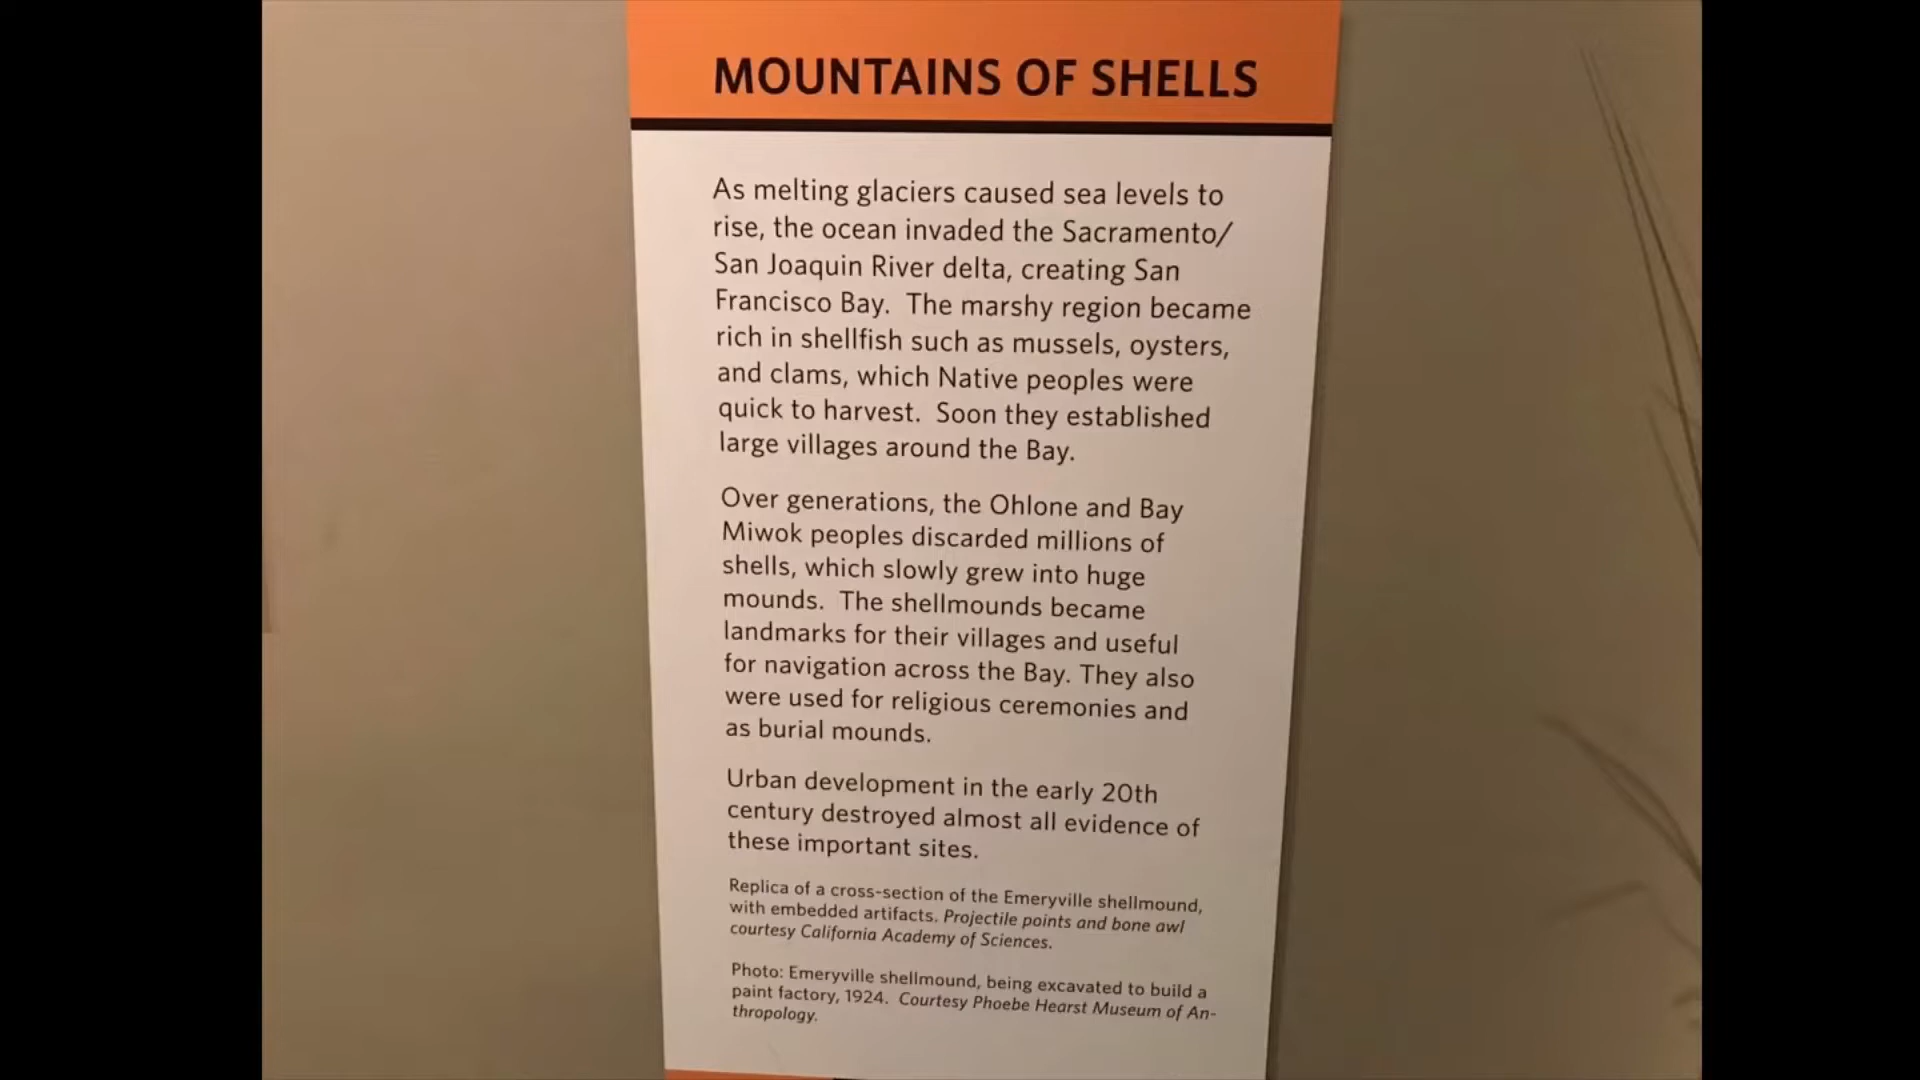 MOUNTAINS OF SHELLS
As melting glaciers caused sea levels to
rise, the ocean invaded the Sacramento/
San Joaquin River delta, creating San
Francisco Bay. The marshy region became
rich in shellfish such as mussels, oysters,
and clams, which Native peoples were
quick to harvest. Soon they established
large villages around the Bay.
Over generations, the Ohlone and Bay
Miwok peoples discarded millions of
shells, which slowly grew into huge
mounds. The shellmounds became
landmarks for their villages and useful
for navigation across the Bay. They also
were used for religious ceremonies and
as burial mounds.
Urban development in the early 20th
century destroyed almost all evidence of
these important sites.
Replica of a cross-section of the Emeryville shellmound,
with embedded artifacts. Projectile points and bone awl
courtesy California Academy of Sciences.
Photo: Emeryville shellmound, being excavated to build a
paint factory, 1924. Courtesy Phoebe Hearst Museum of An-
thropology.